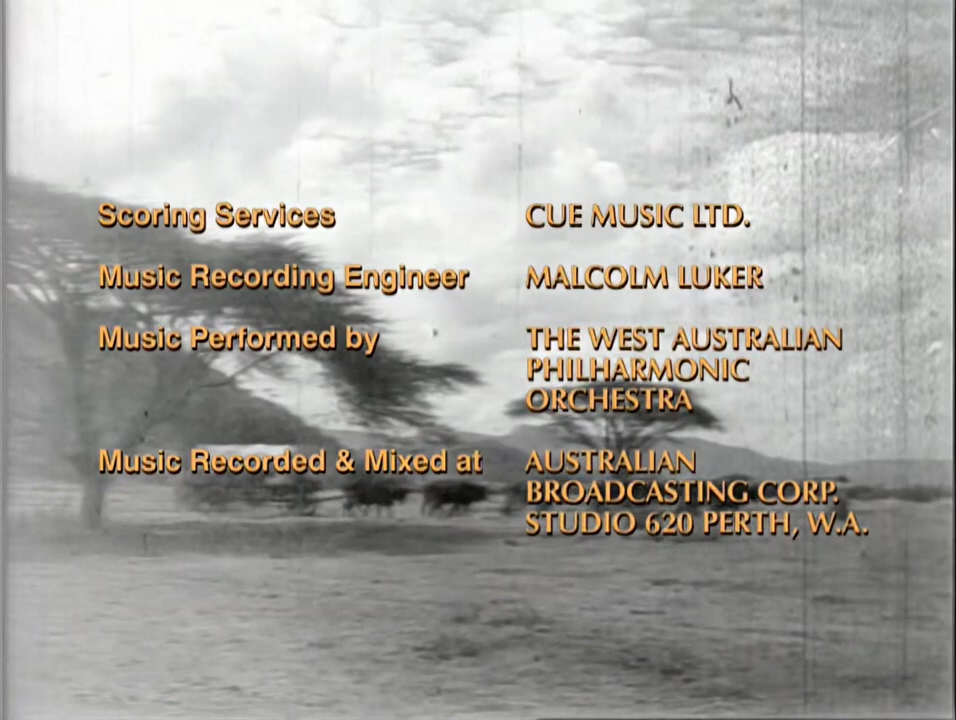 Scoring Services CUE MUSIC LTD.
Music Recording Engineer MALCOLM LUKER
Music Performed by THE WEST AUSTRALIAN
PHILHARMONIC
ORCHESTRA
Music Recorded & Mixed at AUSTRALIAN
BROADCASTING CORP.
STUDIO 620 PERTH, W.A.